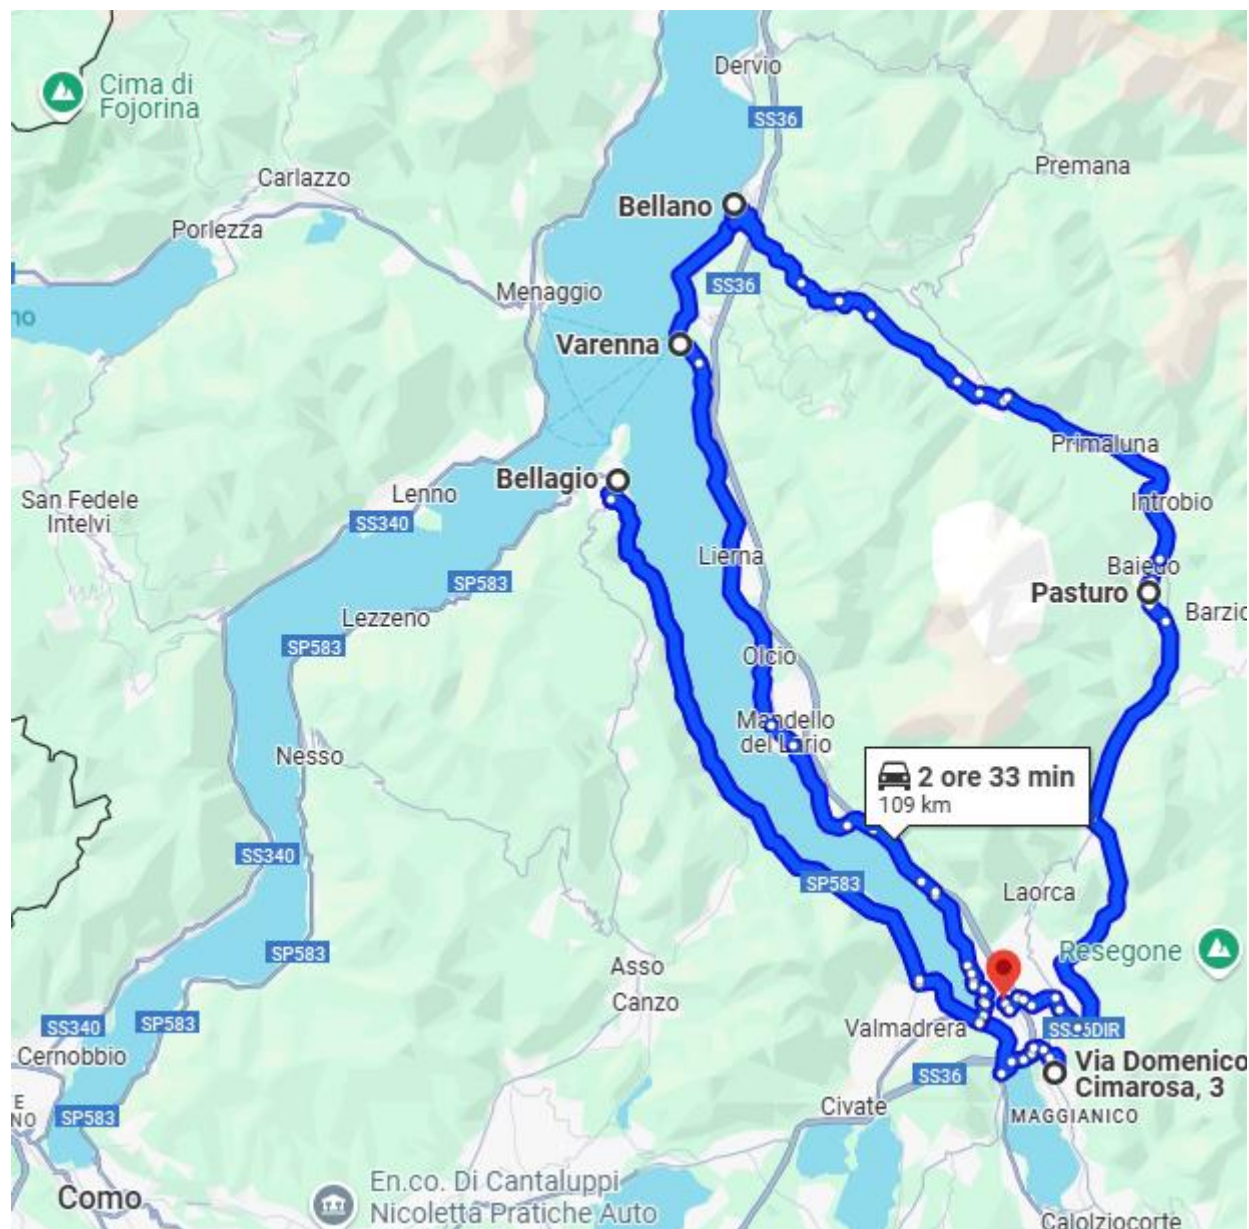 Dervio
Cima di
Fojorina
SS36
Premana
Carlazzo
Bellano
Porlezza
SS36
Menaggio
Varenna
Primaluna
Bellagio
Lenno
San Fedele
Intelvi
Introbio
SS340
Lierna
SP583
Pasturo
Barzio
Lezzeno
SP583
Olcio
Mandello
del Lario
Nesso
2 ore 33 min
109 km
SS340
SP583
Laorca
SP583
Resegone
Asso
Canzo
SS340
SP583
Valmadrera
SS36DIR
Cernobbio
SS36
Via Domenico
Cimarosa, 3
Civate
MAGGIANICO
SP583
En.co. Di Cantaluppi
Nicoletta Pratiche Auto
Como
Calolziocorte